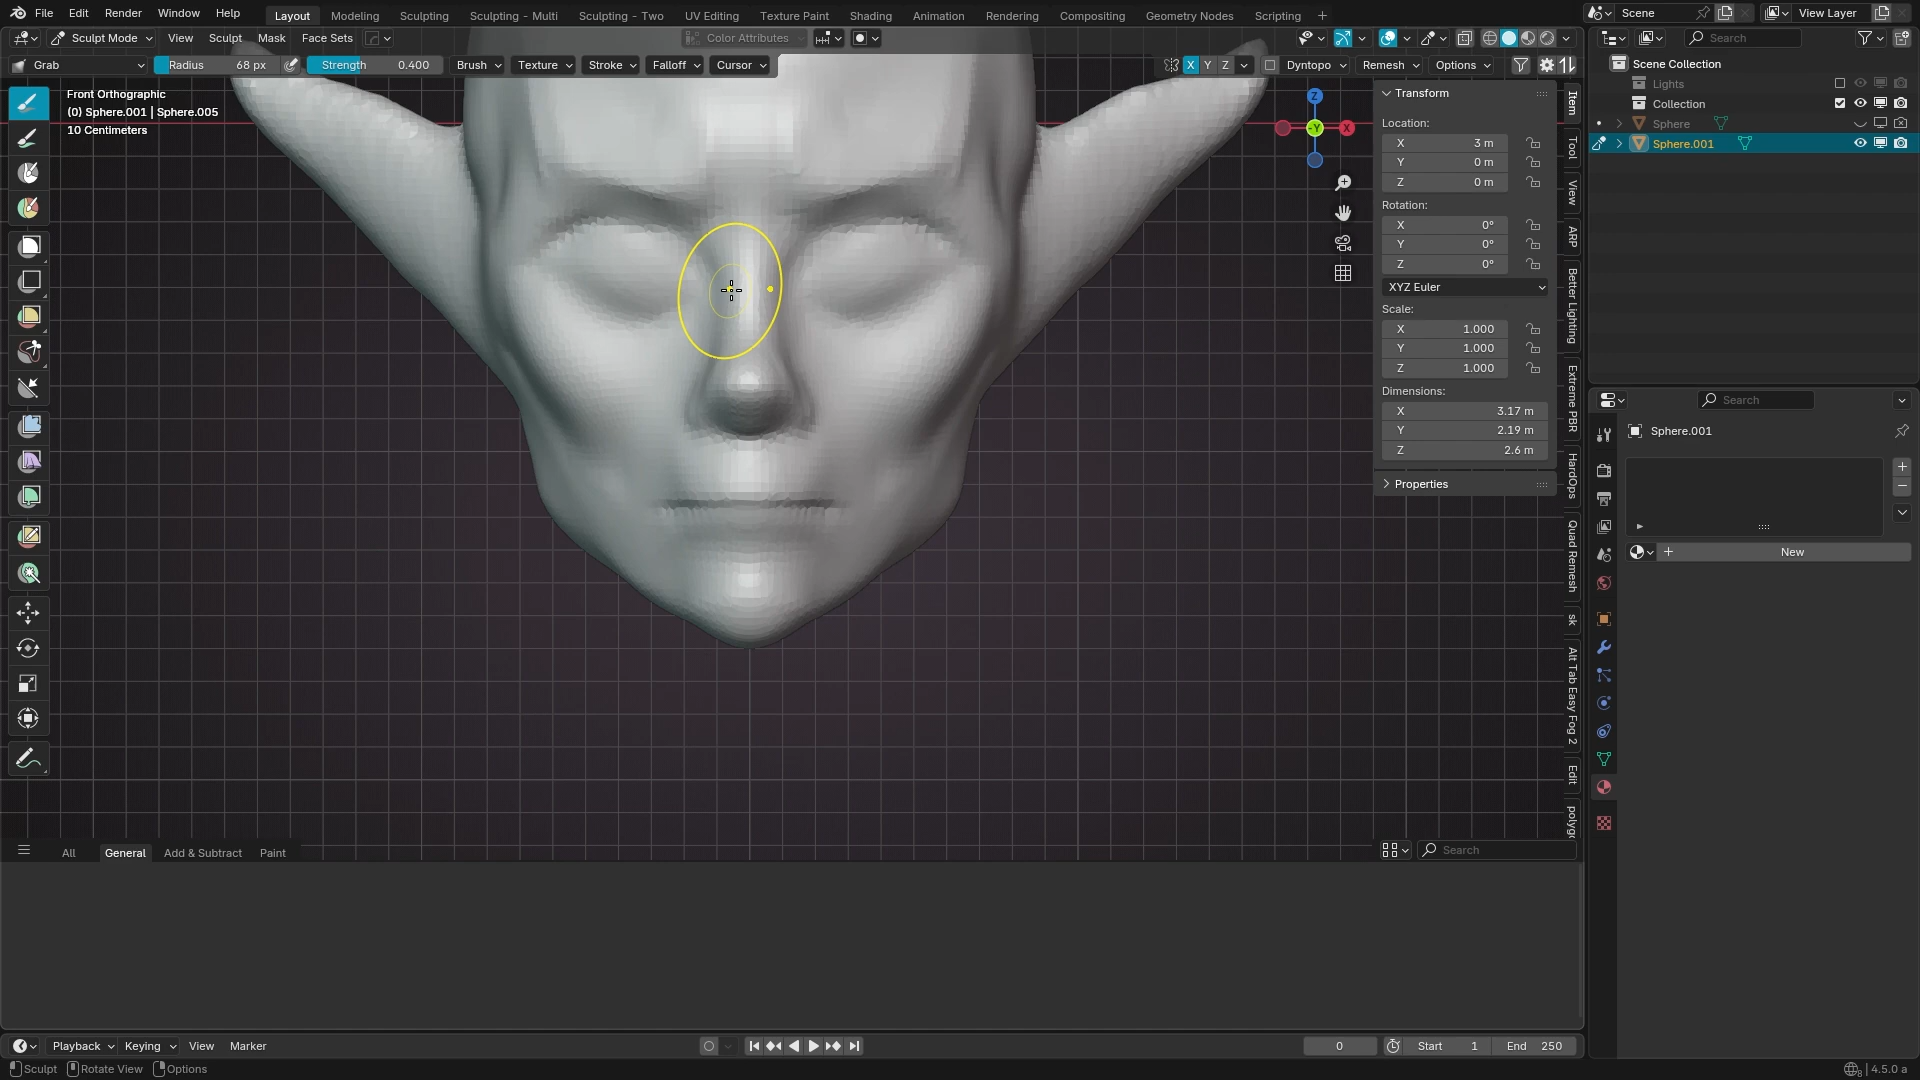 File Edit Render Window Help Layout Modeling Sculpting Sculpting - Multi Sculpting - Two UV Editing Texture Paint Shading Animation Rendering Compositing Geometry Nodes Scripting + Scene View Layer
Sculpt Mode View Sculpt Mask Face Sets Color Attributes Search
Grab Radius 68 px Strength 0.400 Brush Texture Stroke Falloff Cursor X Y Z Dyntopo Remesh Options
Front Orthographic
(0) Sphere.001 | Sphere.005
10 Centimeters
Z
-Y
X
Transform
Location:
X 3 m
Y 0 m
Z 0 m
Rotation:
X 0°
Y 0°
Z 0°
XYZ Euler
Scale:
X 1.000
Y 1.000
Z 1.000
Dimensions:
X 3.17 m
Y 2.19 m
Z 2.6 m
Properties
Item
Tool
View
ARP
Better Lighting
Extreme PBR
HardOps
Quad Remesh
sk
Alt Tab Easy Fog 2
Edit
Scene Collection
Lights
Collection
Sphere
Sphere.001
Search
Sphere.001
+
−
+ New
All General Add & Subtract Paint Search
Playback Keying View Marker 0 Start 1 End 250
Sculpt Rotate View Options 4.5.0 a